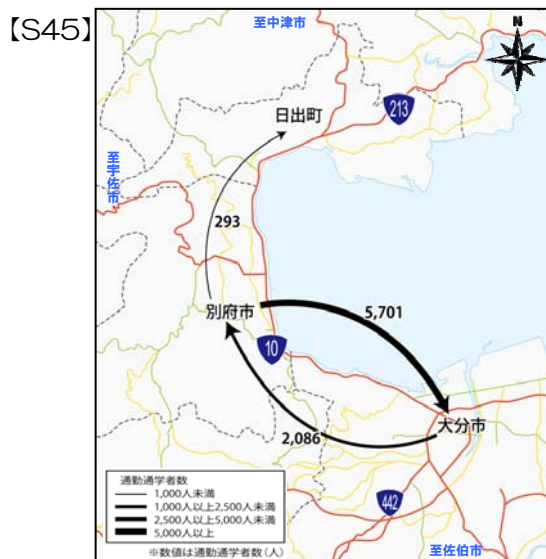 【S45】
至中津市
N
213
日出町
至宇佐市
293
別府市
5,701
10
大分市
2,086
442
至佐伯市
通勤通学者数
1,000人未満
1,000人以上2,500人未満
2,500人以上5,000人未満
5,000人以上
※数値は通勤通学者数(人)